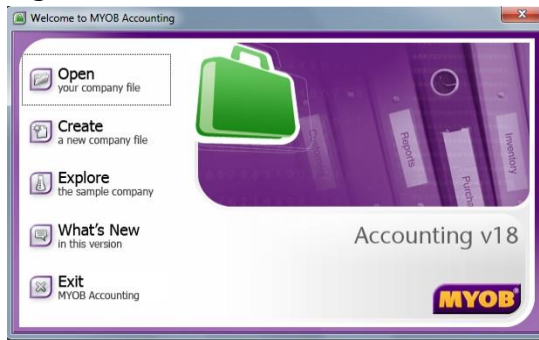 Welcome to MYOB Accounting
Open
your company file
Create
a new company file
Explore
the sample company
What's New
in this version
Exit
MYOB Accounting
Reports
Inventory
Accounting v18
MYOB